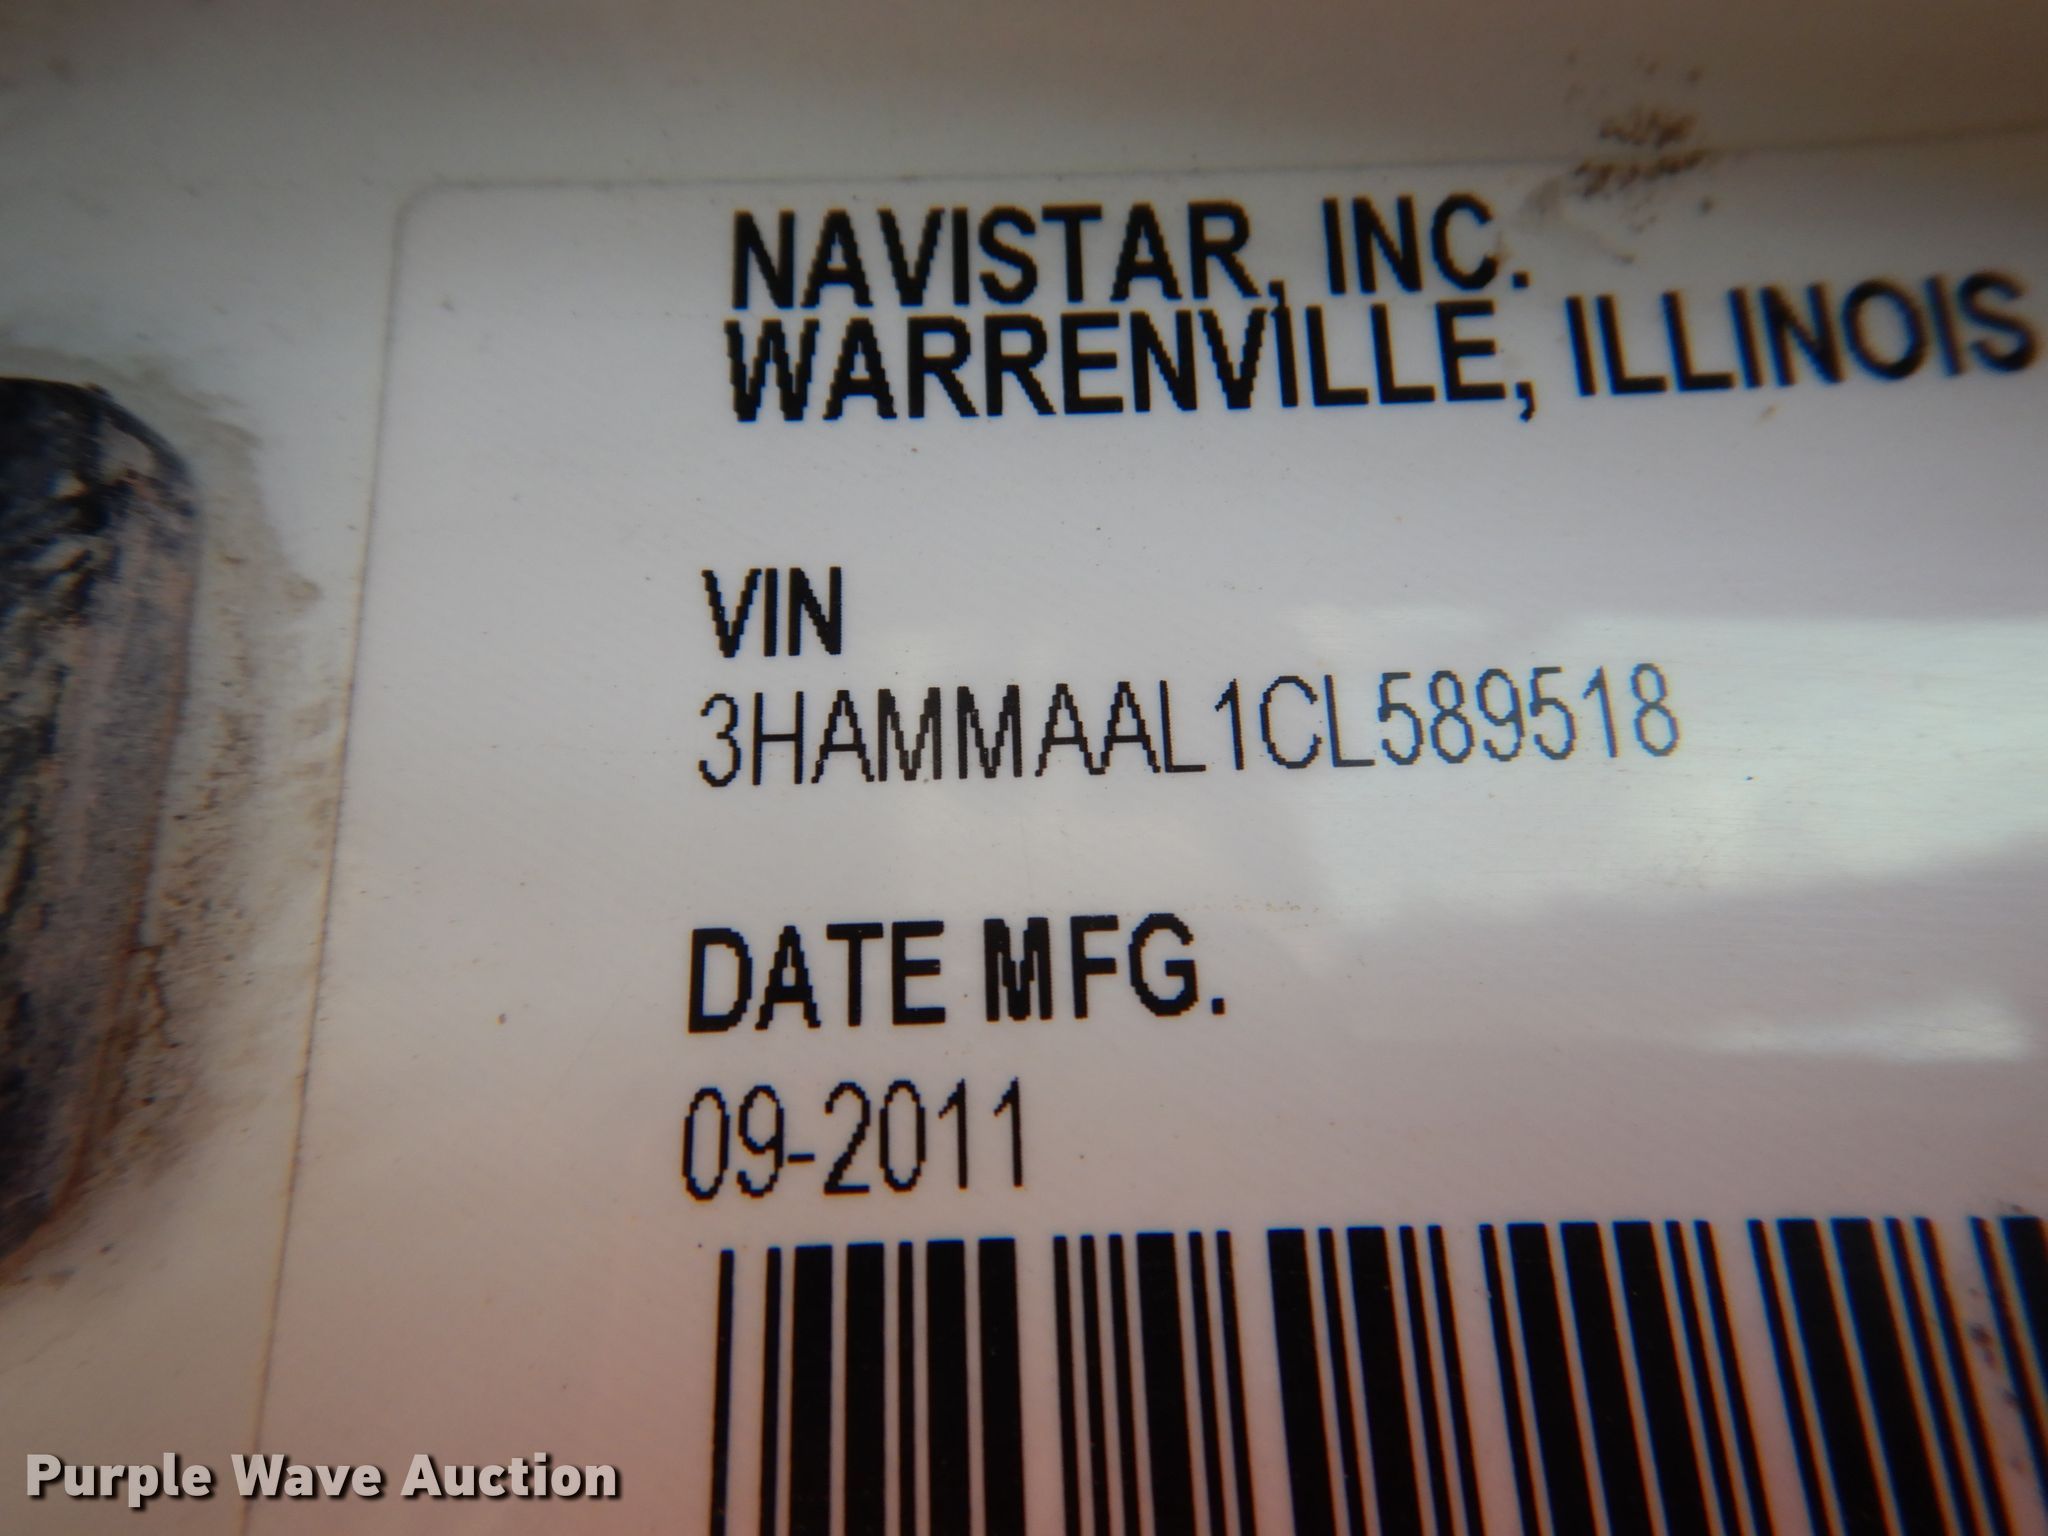 NAVISTAR, INC.
WARRENVILLE, ILLINOIS
VIN
3HAMMAAL1CL589518
DATE MFG.
09-2011
Purple Wave Auction